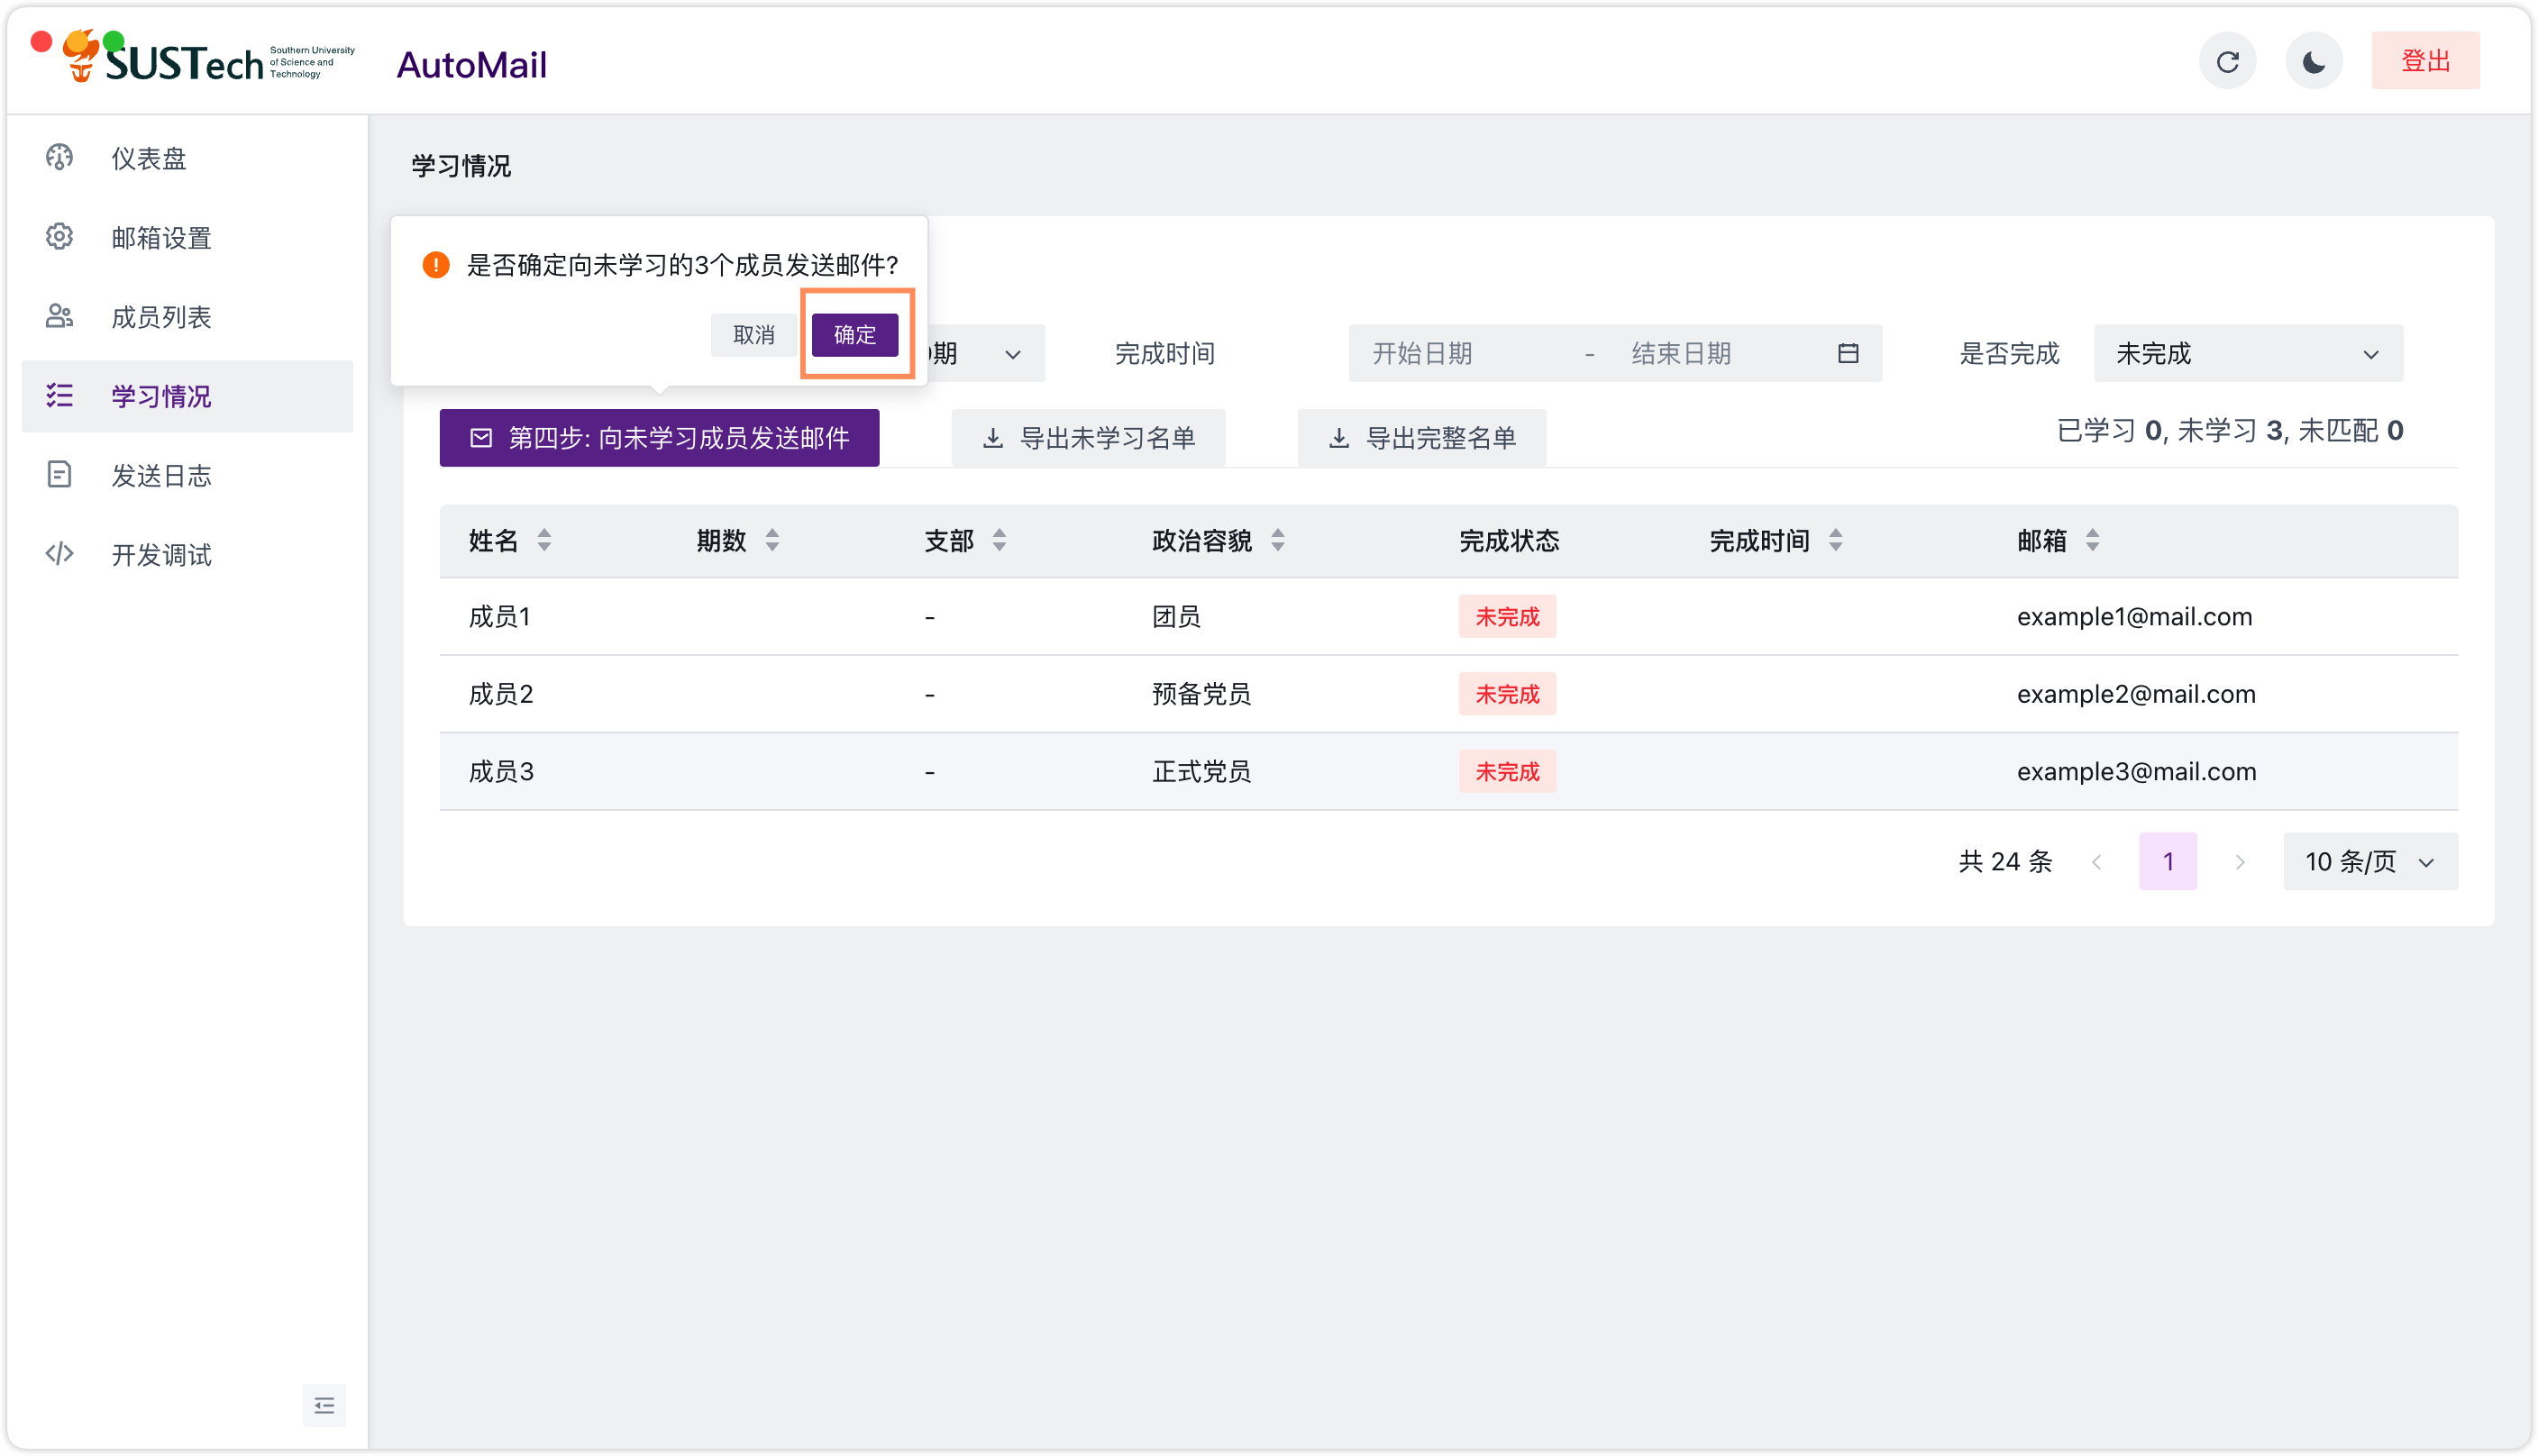 SUSTech
Southern University
of Science and
Technology
AutoMail
登出
仪表盘
邮箱设置
成员列表
学习情况
发送日志
开发调试
学习情况
是否确定向未学习的3个成员发送邮件?
取消
确定
期
完成时间
开始日期 - 结束日期
是否完成
未完成
第四步: 向未学习成员发送邮件
导出未学习名单
导出完整名单
已学习 0, 未学习 3, 未匹配 0
姓名 期数 支部 政治容貌 完成状态 完成时间 邮箱
成员1 - 团员 未完成 example1@mail.com
成员2 - 预备党员 未完成 example2@mail.com
成员3 - 正式党员 未完成 example3@mail.com
共 24 条 1 10 条/页